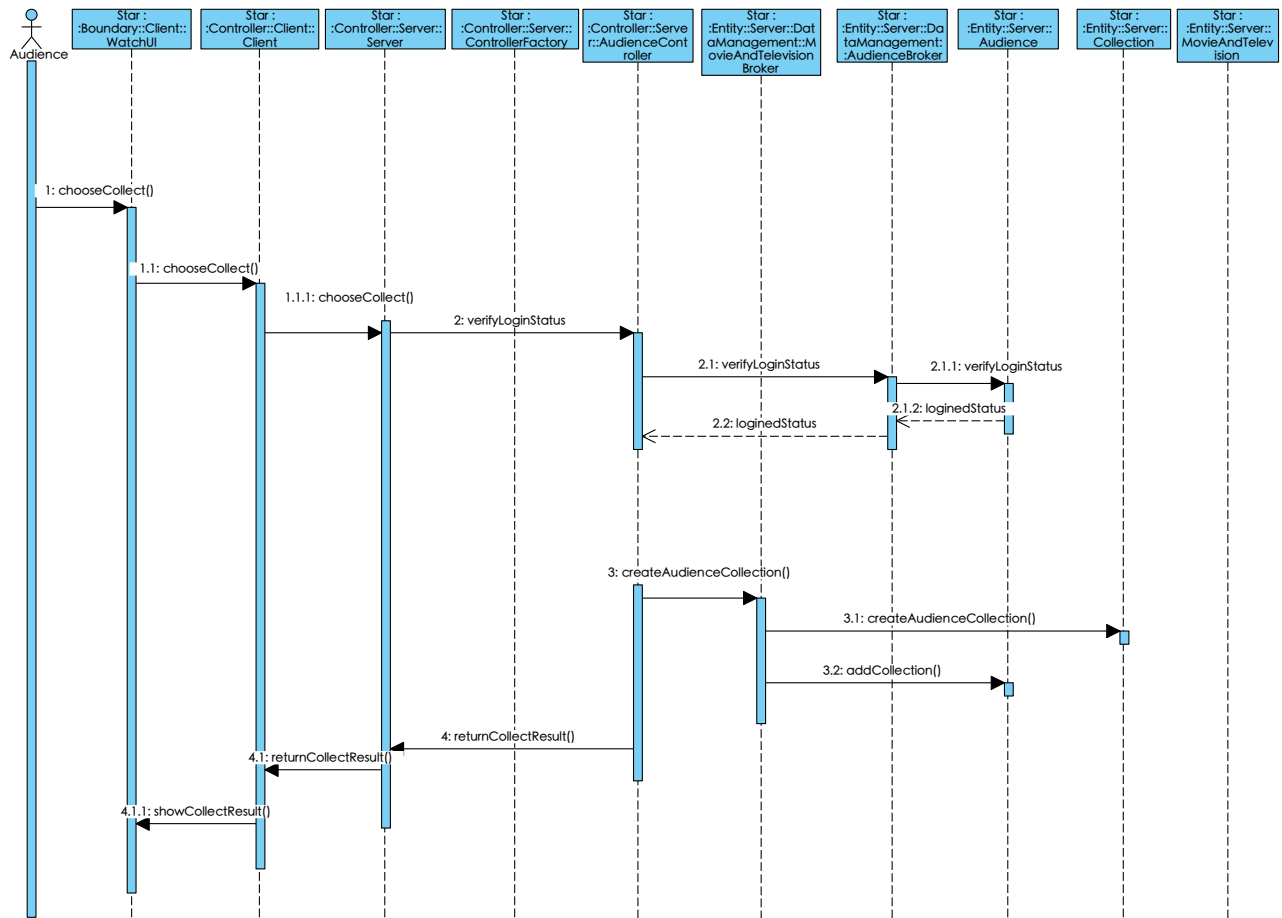 Audience
Star :
:Boundary::Client::
WatchUI
Star :
:Controller::Client::
Client
Star :
:Controller::Server::
Server
Star :
:Controller::Server::
ControllerFactory
Star :
:Controller::Serve
r::AudienceCont
roller
Star :
:Entity::Server::Dat
aManagement::M
ovieAndTelevision
Broker
Star :
:Entity::Server::Da
taManagement:
:AudienceBroker
Star :
:Entity::Server::
Audience
Star :
:Entity::Server::
Collection
Star :
:Entity::Server::
MovieAndTelev
ision
1: chooseCollect()
1.1: chooseCollect()
1.1.1: chooseCollect()
2: verifyLoginStatus
2.1: verifyLoginStatus
2.1.1: verifyLoginStatus
2.1.2: loginedStatus
2.2: loginedStatus
3: createAudienceCollection()
3.1: createAudienceCollection()
3.2: addCollection()
4: returnCollectResult()
4.1: returnCollectResult()
4.1.1: showCollectResult()